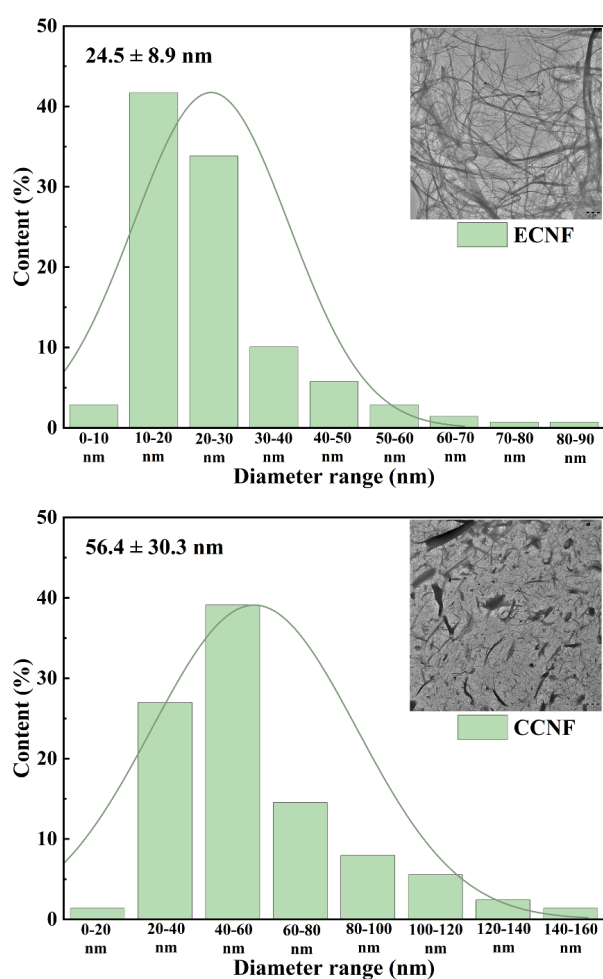 50
40
30
20
10
0
Content (%)
24.5 ± 8.9 nm
ECNF
0-10 nm
10-20 nm
20-30 nm
30-40 nm
40-50 nm
50-60 nm
60-70 nm
70-80 nm
80-90 nm
Diameter range (nm)
50
40
30
20
10
0
Content (%)
56.4 ± 30.3 nm
CCNF
0-20 nm
20-40 nm
40-60 nm
60-80 nm
80-100 nm
100-120 nm
120-140 nm
140-160 nm
Diameter range (nm)